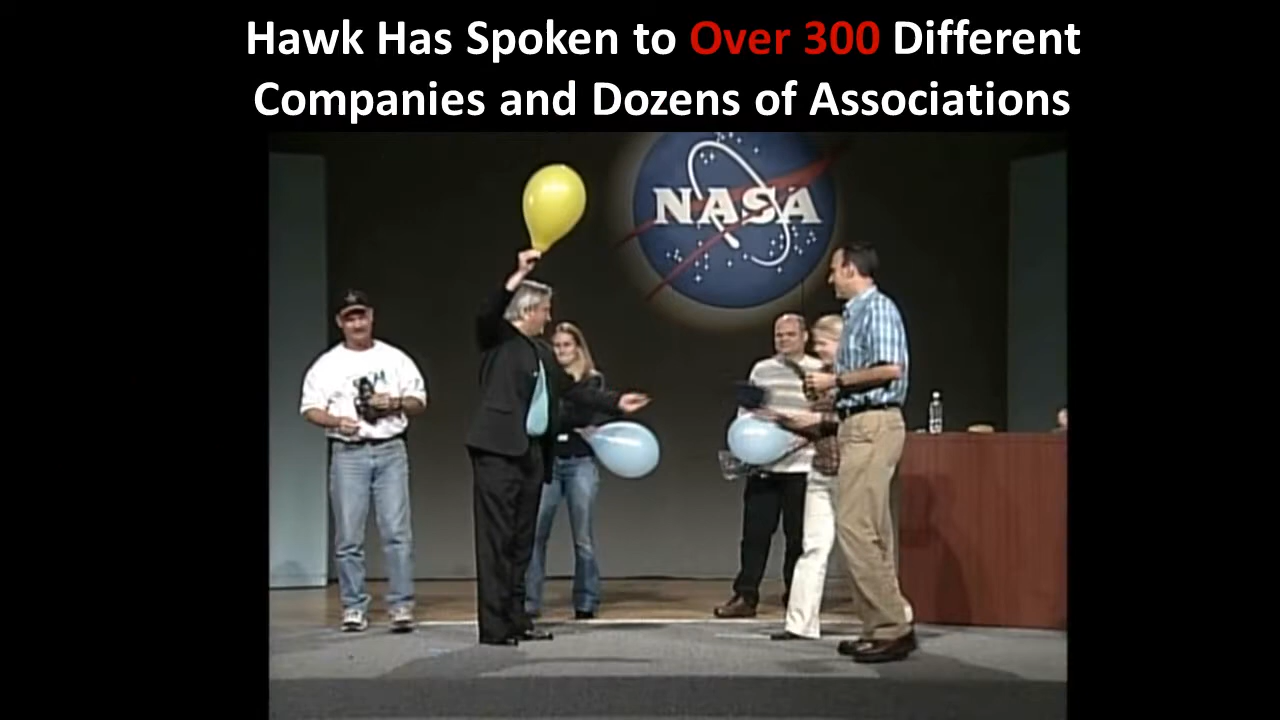 Hawk Has Spoken to Over 300 Different
Companies and Dozens of Associations
NASA